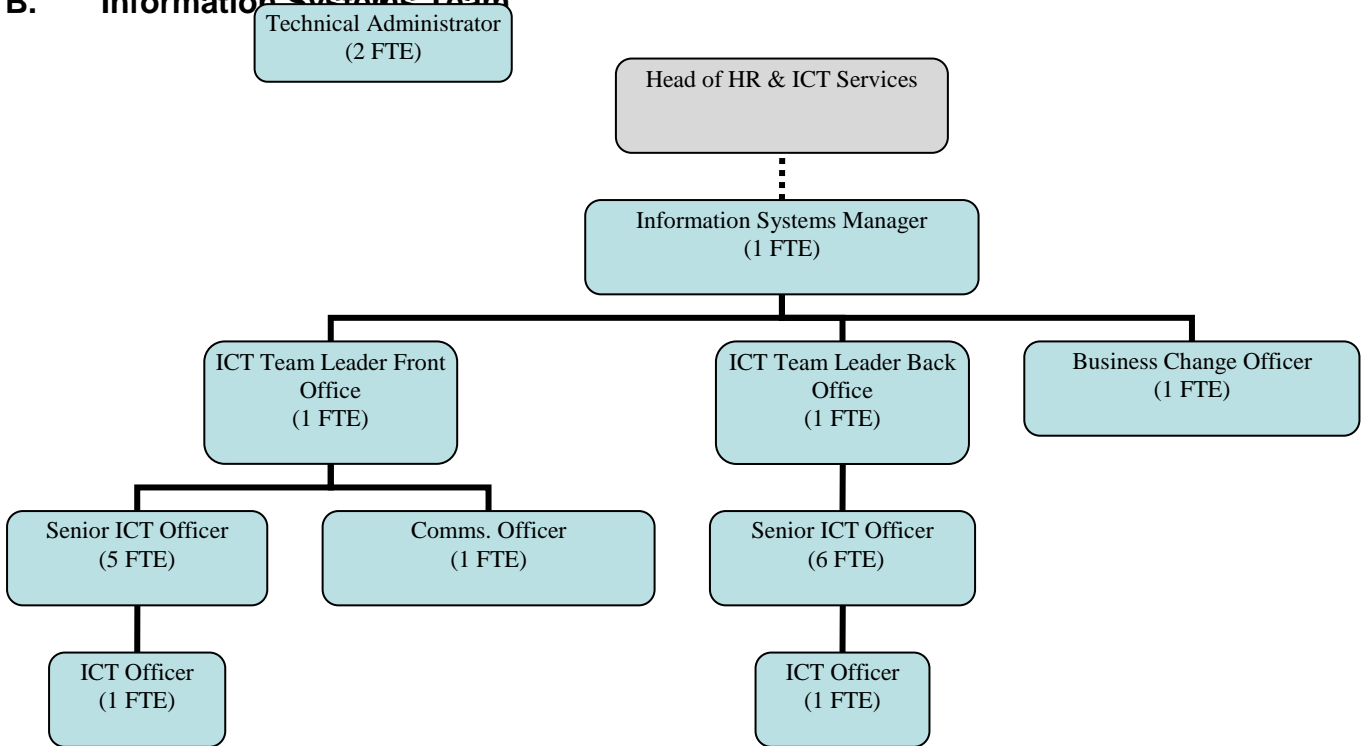 B. Information Systems Team
Technical Administrator
(2 FTE)
Head of HR & ICT Services
Information Systems Manager
(1 FTE)
ICT Team Leader Front
Office
(1 FTE)
ICT Team Leader Back
Office
(1 FTE)
Business Change Officer
(1 FTE)
Senior ICT Officer
(5 FTE)
Comms. Officer
(1 FTE)
Senior ICT Officer
(6 FTE)
ICT Officer
(1 FTE)
ICT Officer
(1 FTE)